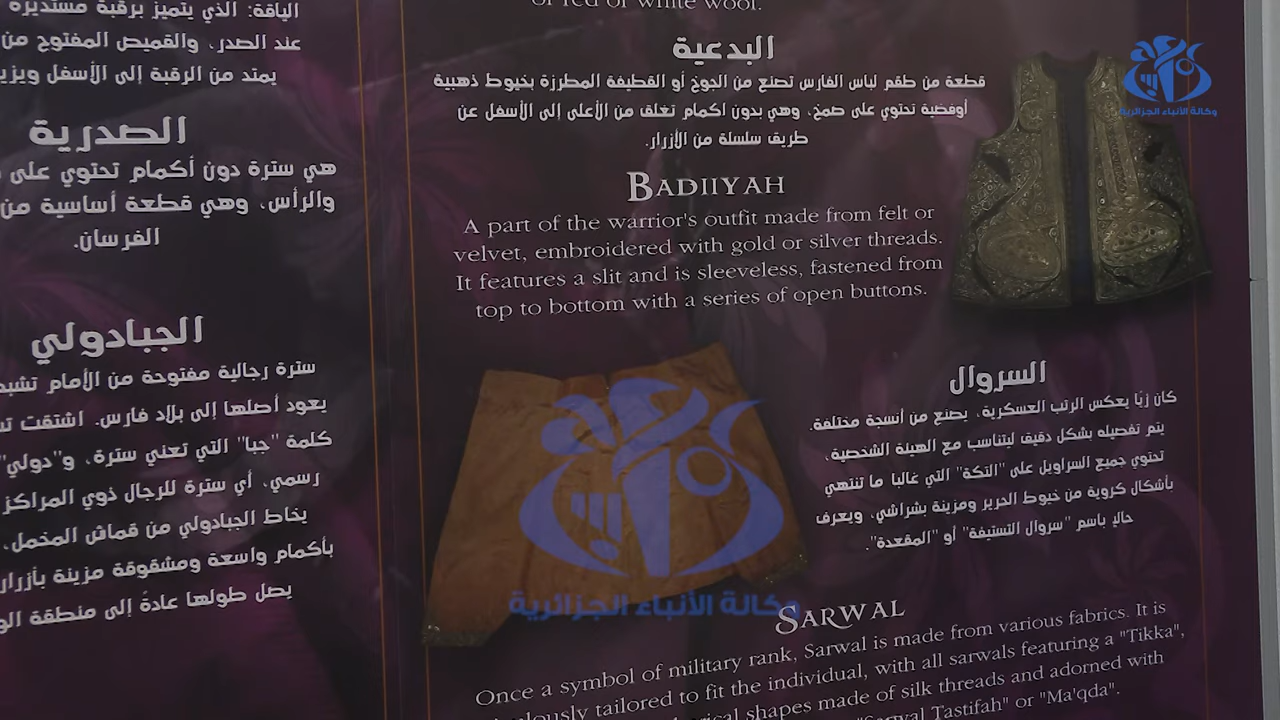 الياقة: الذي يتميز برقبة مستديرة
عند الصدر، والقميص المفتوح من
يمتد من الرقبة إلى الأسفل ويزي
الصدرية
هي سترة دون أكمام تحتوي على
والرأس، وهي قطعة أساسية من
الفرسان.
الجبادولي
سترة رجالية مفتوحة من الأمام تشبه
يعود أصلها إلى بلاد فارس. اشتقت
كلمة "جبا" التي تعني سترة، و"دولي"
رسمي، أي سترة للرجال ذوي المراكز
يخاط الجبادولي من قماش المخمل،
بأكمام واسعة ومشقوقة مزينة بأزرار
يصل طولها عادةً إلى منطقة
or red or white wool.
البدعية
قطعة من طقم لباس الفارس تصنع من الجوخ أو القطيفة المطرزة بخيوط ذهبية
أوفضية تحتوي على صمخ، وهي بدون اكمام تغلق من الأعلى إلى الأسفل عن
طريق سلسلة من الأزرار.
BADIIYAH
A part of the warrior's outfit made from felt or
velvet, embroidered with gold or silver threads.
It features a slit and is sleeveless, fastened from
top to bottom with a series of open buttons.
السروال
كان زيًا يعكس الرتب العسكرية، يصنع من أنسجة مختلفة.
يتم تفصيله بشكل دقيق ليتناسب مع الهيئة الشخصية،
تحتوي جميع السراويل على "التكة" التي غالبا ما تنتهي
بأشكال كروية من خيوط الحرير ومزينة بشراشي، ويعرف
حاليا باسم "سروال التستيفة" أو "المقعدة".
SARWAL
Once a symbol of military rank, Sarwal is made from various fabrics. It is
tailored to fit the individual, with all sarwals featuring a "Tikka",
shapes made of silk threads and adorned with
"Sarwal Tastifah" or "Ma'qda".
وكالة الأنباء الجزائرية
وكالة الأنباء الجزائرية